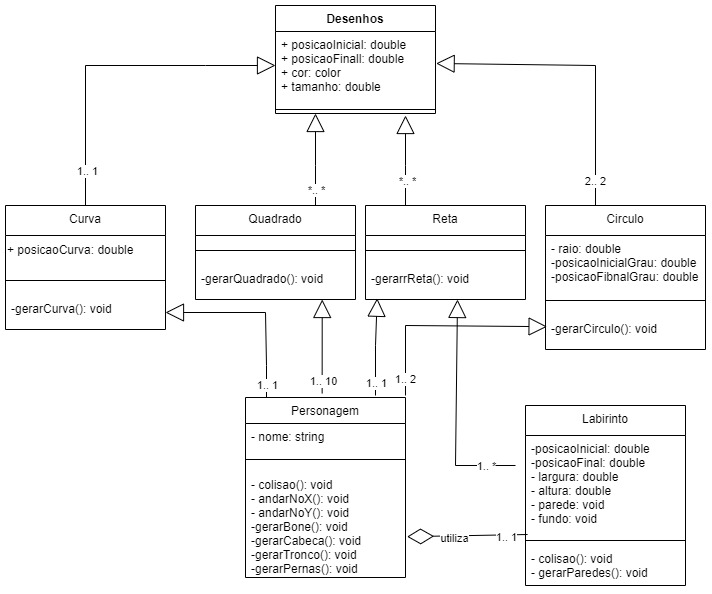 Desenhos
+ posicaoInicial: double
+ posicaoFinall: double
+ cor: color
+ tamanho: double
1.. 1
*.. *
*.. *
2.. 2
Curva
+ posicaoCurva: double
-gerarCurva(): void
Quadrado
-gerarQuadrado(): void
Reta
-gerarrReta(): void
Circulo
- raio: double
-posicaoInicialGrau: double
-posicaoFibnalGrau: double
-gerarCirculo(): void
1.. 1
1.. 10
1.. 1
1.. 2
Personagem
- nome: string
- colisao(): void
- andarNoX(): void
- andarNoY(): void
-gerarBone(): void
-gerarCabeca(): void
-gerarTronco(): void
-gerarPernas(): void
1.. *
utiliza
1.. 1
Labirinto
-posicaoInicial: double
-posicaoFinal: double
- largura: double
- altura: double
- parede: void
- fundo: void
- colisao(): void
- gerarParedes(): void